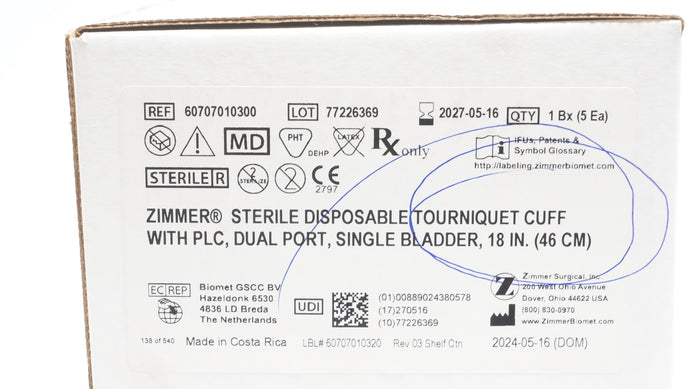 REF 60707010300 LOT 77226369 2027-05-16 QTY 1 Bx (5 Ea)
MD PHT DEHP LATEX Rx only IFUs, Patents &
Symbol Glossary
http://labeling.zimmerbiomet.com
STERILE R 2 STERILIZE 2 CE
2797
ZIMMER® STERILE DISPOSABLE TOURNIQUET CUFF
WITH PLC, DUAL PORT, SINGLE BLADDER, 18 IN. (46 CM)
EC REP Biomet GSCC BV
Hazeldonk 6530
4836 LD Breda
The Netherlands
UDI
(01)00889024380578
(17)270516
(10)77226369
Z Zimmer Surgical, Inc
200 West Ohio Avenue
Dover, Ohio 44622 USA
(800) 830-0970
www.ZimmerBiomet.com
138 of 540 Made in Costa Rica LBL# 60707010320 Rev 03 Shelf Ctn 2024-05-16 (DOM)